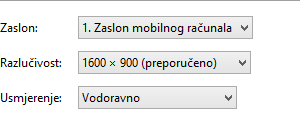 Zaslon: 1. Zaslon mobilnog računala
Razlučivost: 1600 × 900 (preporučeno)
Usmjerenje: Vodoravno